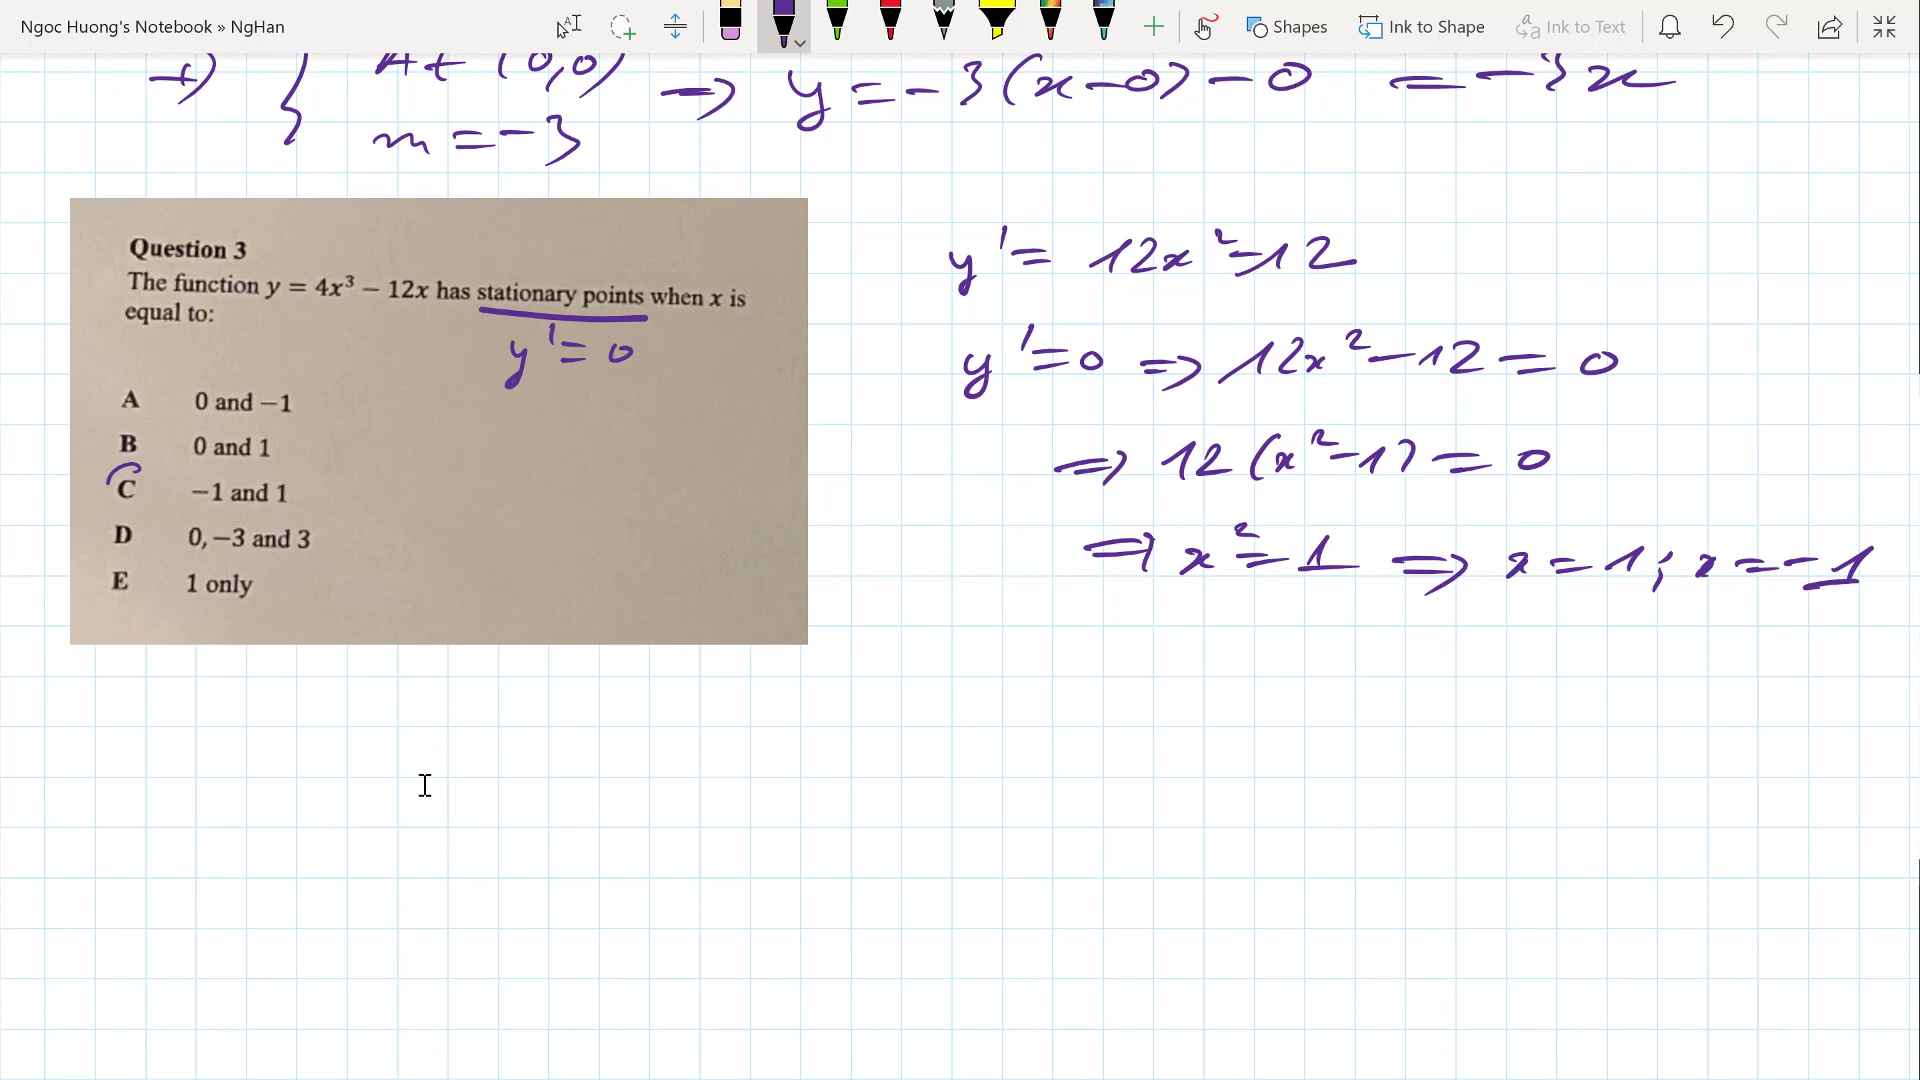 Ngoc Huong's Notebook » NgHan
Shapes
Ink to Shape
Ink to Text
At (0,0)
m = -3
⇒ y = -3(x-0) - 0 = -3x
Question 3
The function y = 4x³ − 12x has stationary points when x is
equal to:
y' = 0
A 0 and −1
B 0 and 1
C −1 and 1
D 0, −3 and 3
E 1 only
y' = 12x² - 12
y' = 0 ⇒ 12x² - 12 = 0
⇒ 12(x² - 1) = 0
⇒ x² = 1 ⇒ x = 1; x = -1